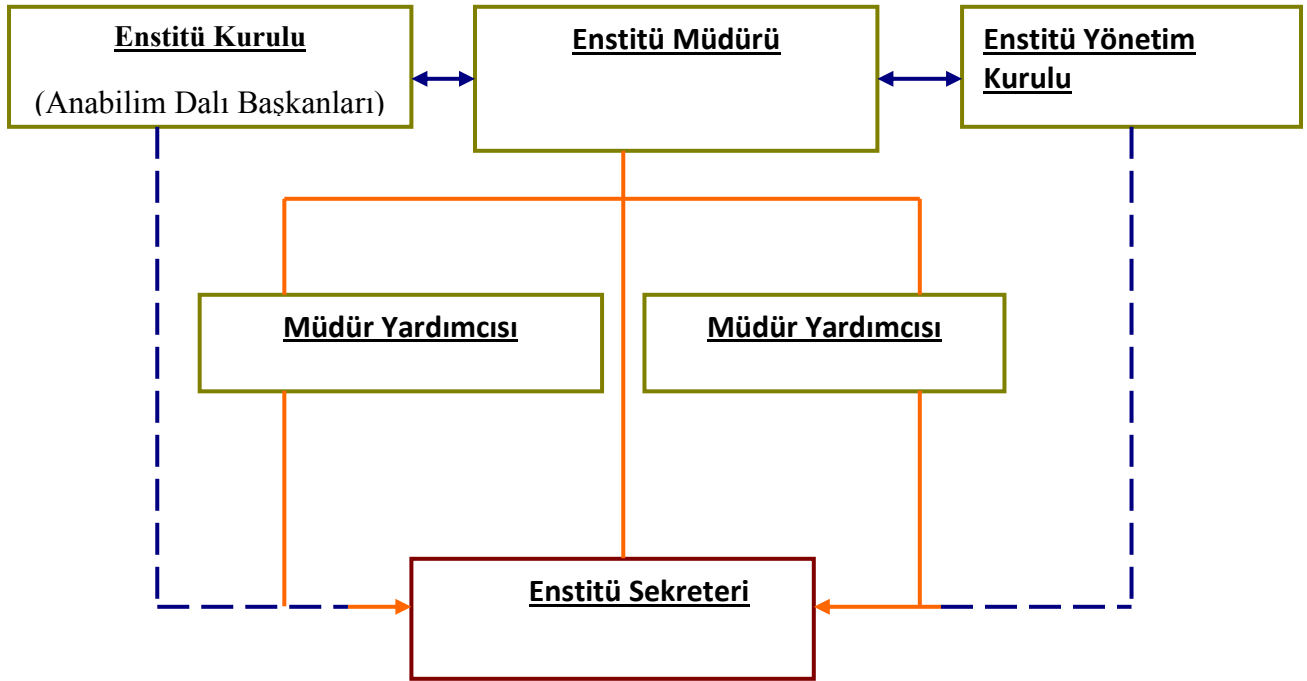 Enstitü Kurulu
(Anabilim Dalı Başkanları)
Enstitü Müdürü
Enstitü Yönetim
Kurulu
Müdür Yardımcısı
Müdür Yardımcısı
Enstitü Sekreteri